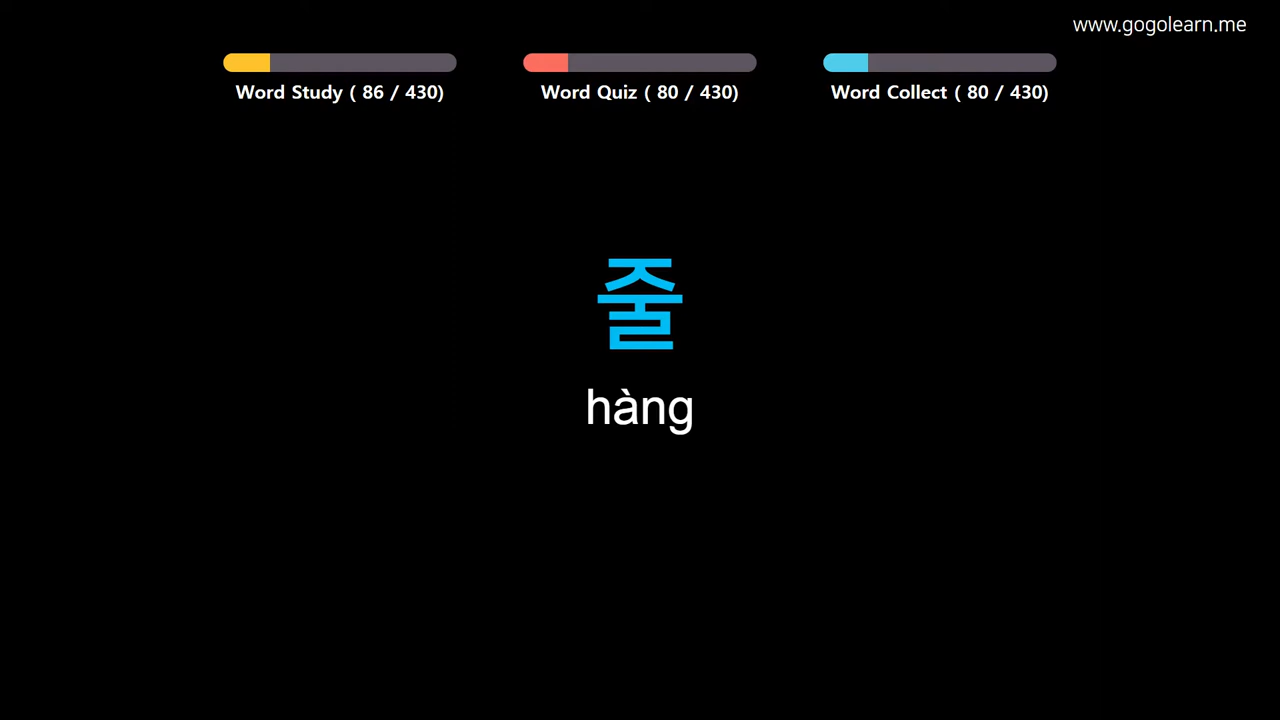 www.gogolearn.me
Word Study ( 86 / 430)
Word Quiz ( 80 / 430)
Word Collect ( 80 / 430)
줄
hàng